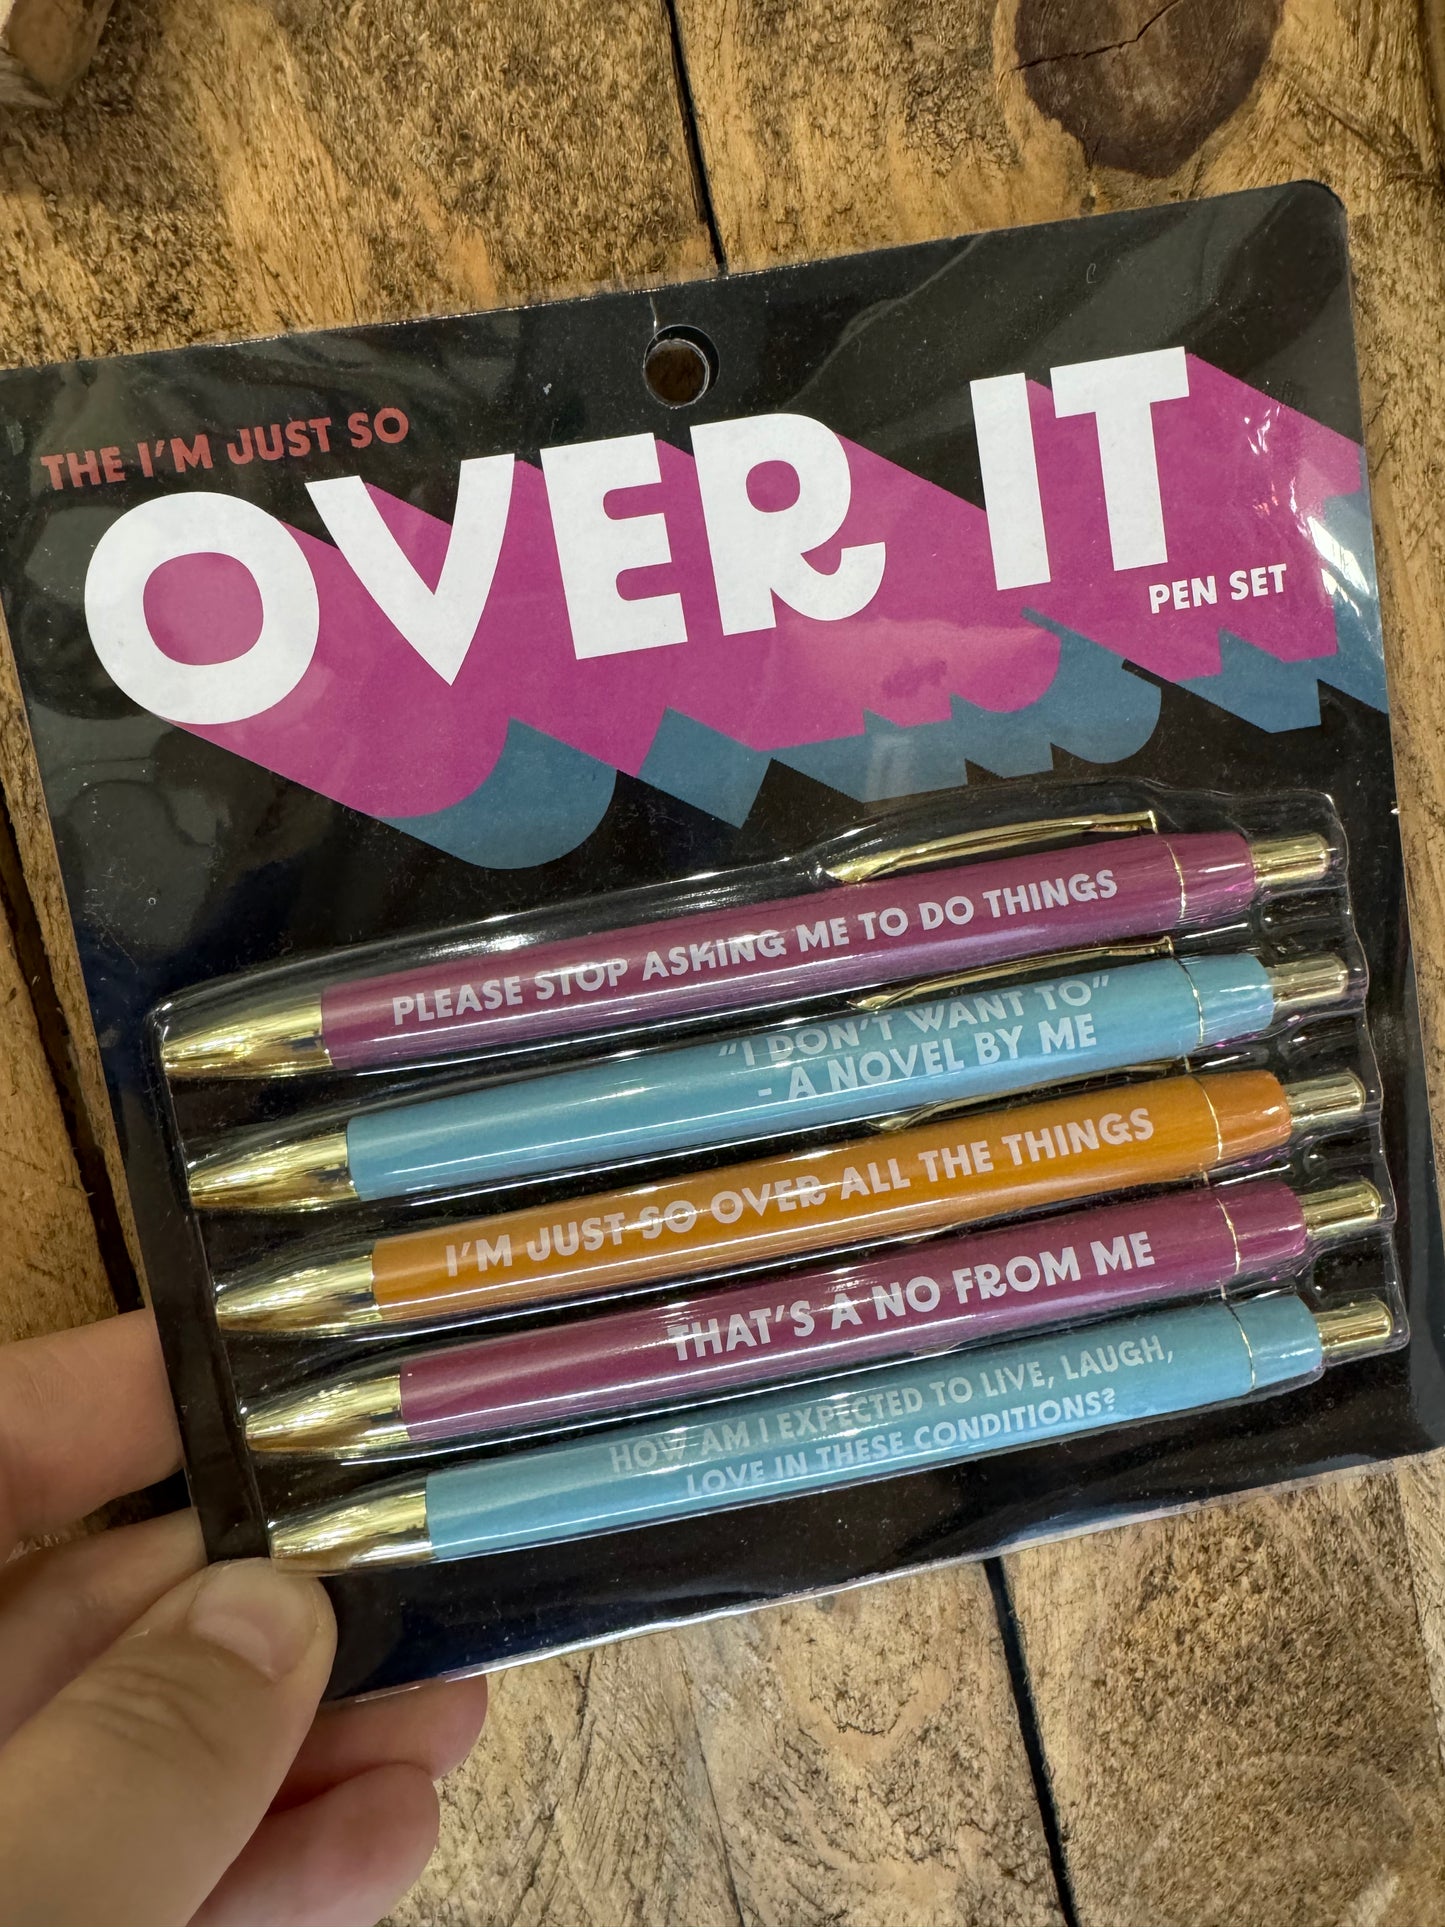 THE I'M JUST SO
OVER IT
PEN SET
PLEASE STOP ASKING ME TO DO THINGS
"I DON'T WANT TO"
- A NOVEL BY ME
I'M JUST SO OVER ALL THE THINGS
THAT'S A NO FROM ME
HOW AM I EXPECTED TO LIVE, LAUGH,
LOVE IN THESE CONDITIONS?